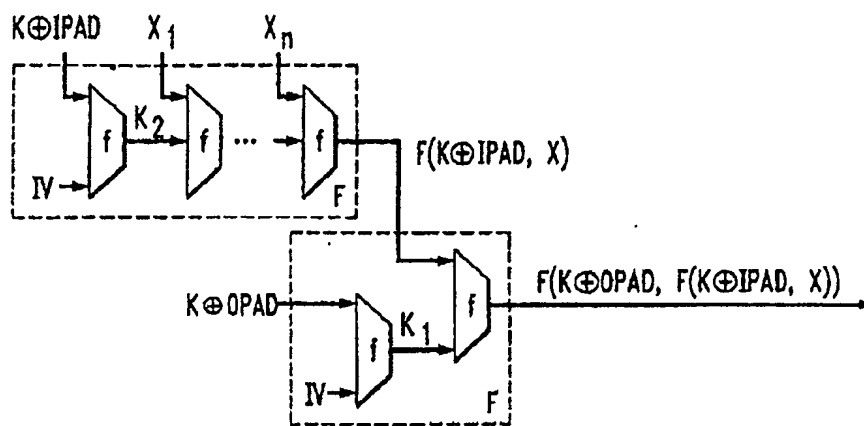 K⊕IPAD X1 Xn
f K2 f ... f
IV F
F(K⊕IPAD, X)
K⊕OPAD
F(K⊕OPAD, F(K⊕IPAD, X))
f K1 f
IV F